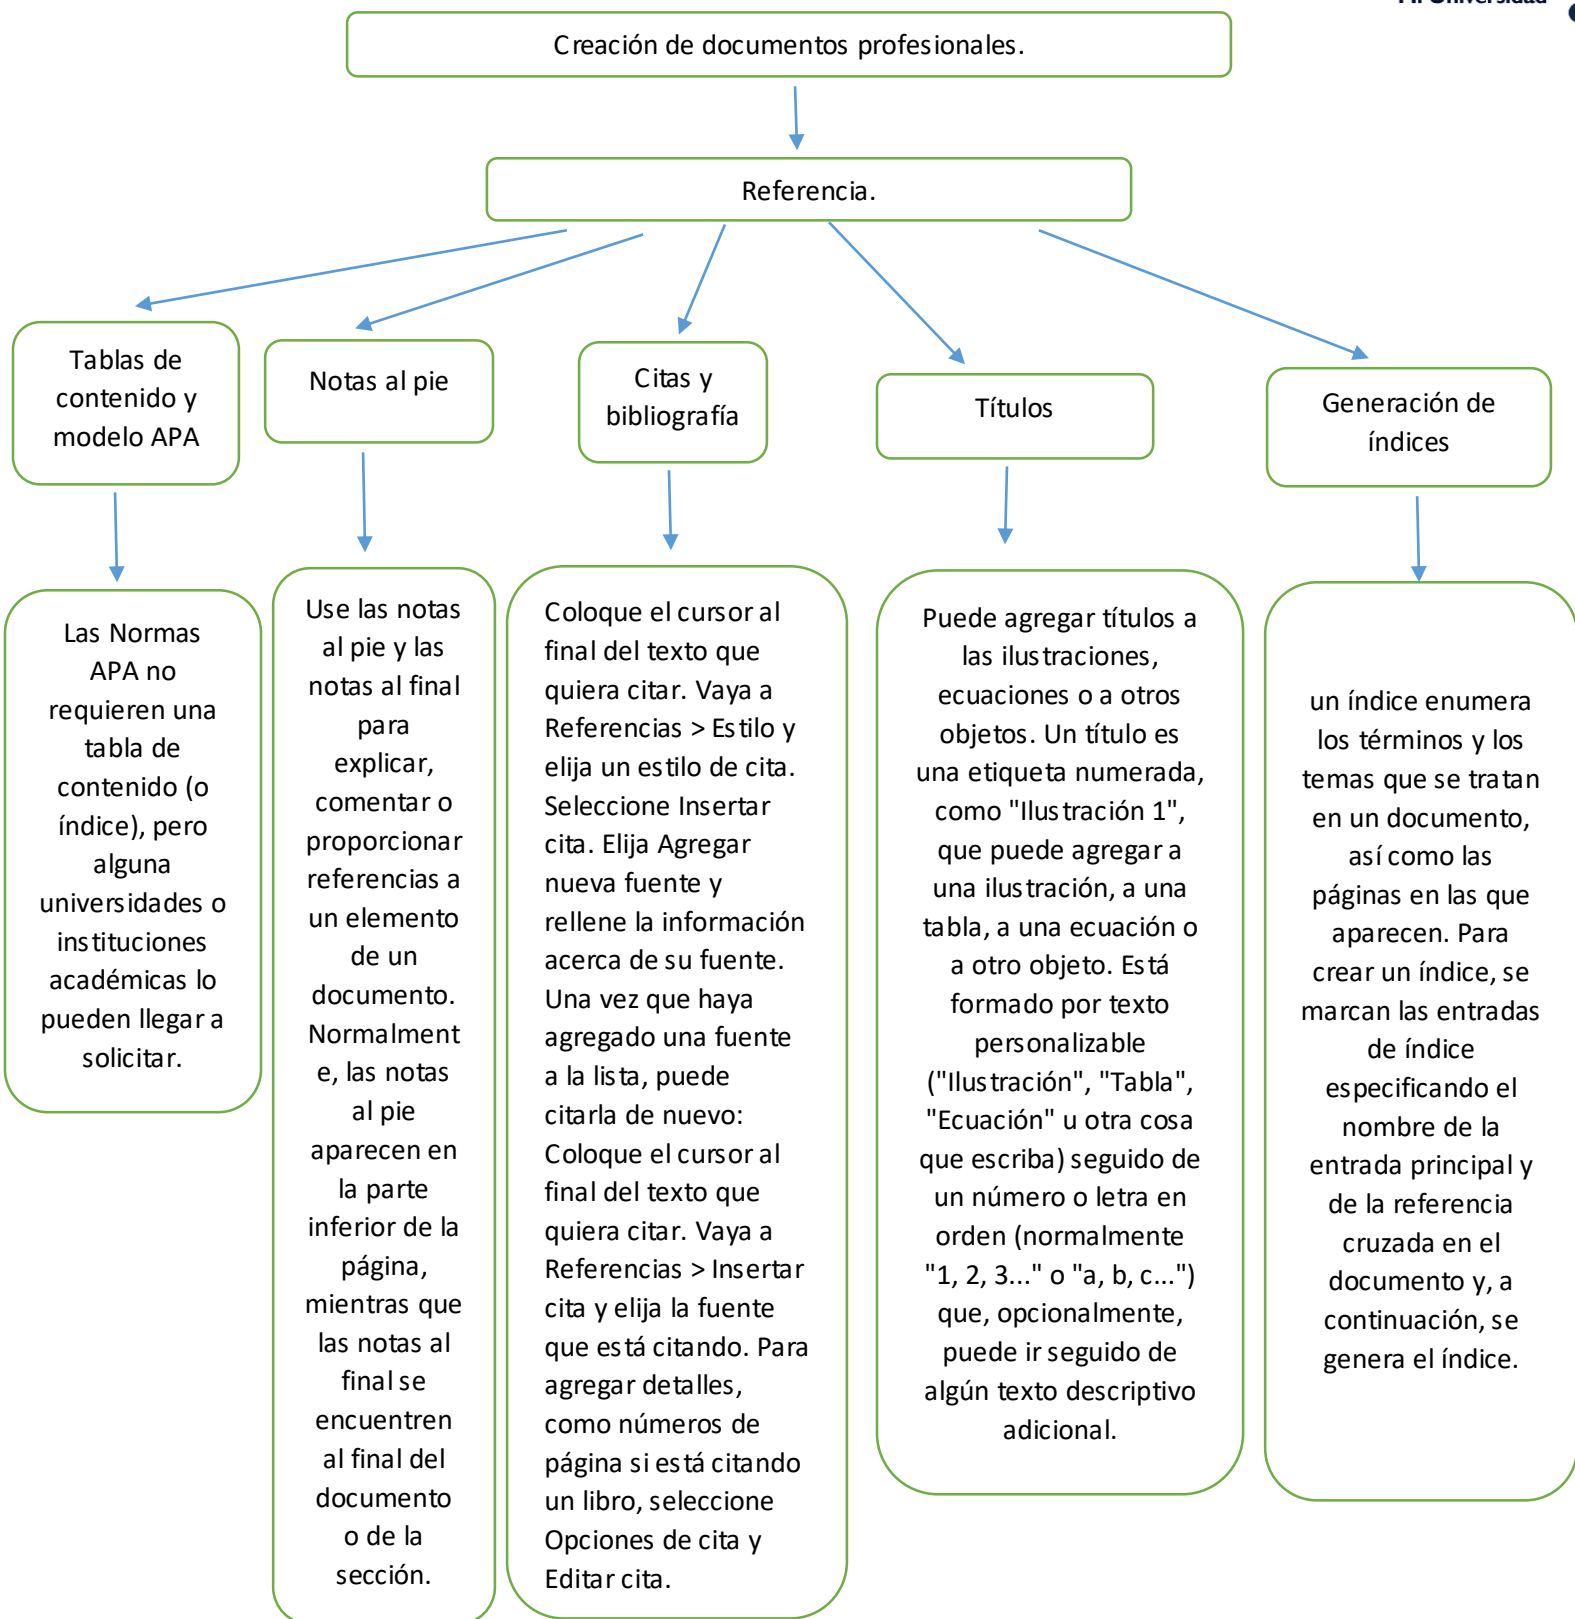 Mi Universidad
Creación de documentos profesionales.
Referencia.
Tablas de
contenido y
modelo APA
Notas al pie
Citas y
bibliografía
Títulos
Generación de
índices
Las Normas
APA no
requieren una
tabla de
contenido (o
índice), pero
alguna
universidades o
instituciones
académicas lo
pueden llegar a
solicitar.
Use las notas
al pie y las
notas al final
para
explicar,
comentar o
proporcionar
referencias a
un elemento
de un
documento.
Normalment
e, las notas
al pie
aparecen en
la parte
inferior de la
página,
mientras que
las notas al
final se
encuentren
al final del
documento
o de la
sección.
Coloque el cursor al
final del texto que
quiera citar. Vaya a
Referencias > Estilo y
elija un estilo de cita.
Seleccione Insertar
cita. Elija Agregar
nueva fuente y
rellene la información
acerca de su fuente.
Una vez que haya
agregado una fuente
a la lista, puede
citarla de nuevo:
Coloque el cursor al
final del texto que
quiera citar. Vaya a
Referencias > Insertar
cita y elija la fuente
que está citando. Para
agregar detalles,
como números de
página si está citando
un libro, seleccione
Opciones de cita y
Editar cita.
Puede agregar títulos a
las ilustraciones,
ecuaciones o a otros
objetos. Un título es
una etiqueta numerada,
como "Ilustración 1",
que puede agregar a
una ilustración, a una
tabla, a una ecuación o
a otro objeto. Está
formado por texto
personalizable
("Ilustración", "Tabla",
"Ecuación" u otra cosa
que escriba) seguido de
un número o letra en
orden (normalmente
"1, 2, 3..." o "a, b, c...")
que, opcionalmente,
puede ir seguido de
algún texto descriptivo
adicional.
un índice enumera
los términos y los
temas que se tratan
en un documento,
así como las
páginas en las que
aparecen. Para
crear un índice, se
marcan las entradas
de índice
especificando el
nombre de la
entrada principal y
de la referencia
cruzada en el
documento y, a
continuación, se
genera el índice.